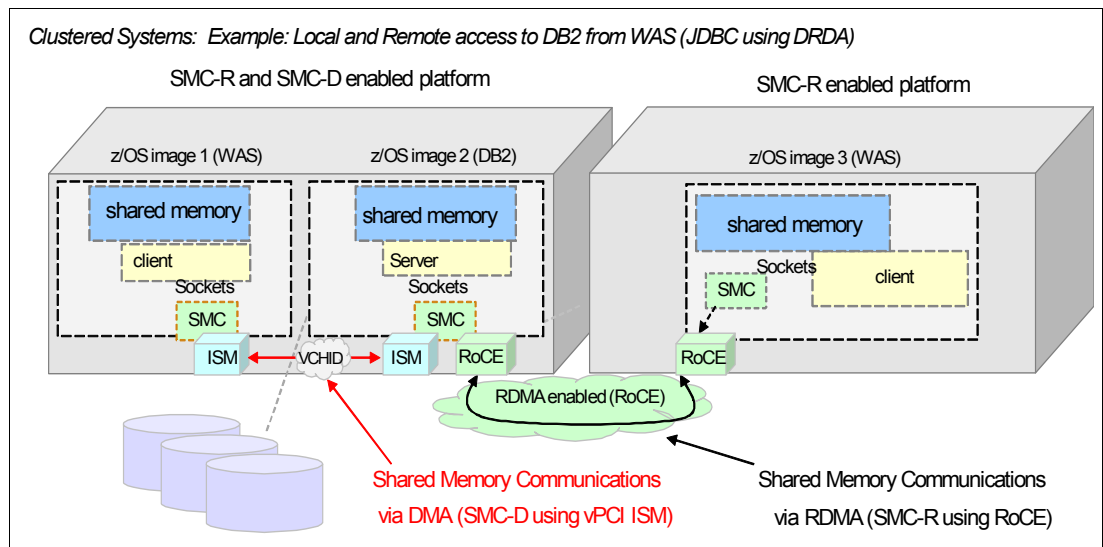 Clustered Systems: Example: Local and Remote access to DB2 from WAS (JDBC using DRDA)
SMC-R and SMC-D enabled platform
SMC-R enabled platform
z/OS image 1 (WAS)
z/OS image 2 (DB2)
z/OS image 3 (WAS)
shared memory
client
Sockets
SMC
ISM
VCHID
shared memory
Server
Sockets
SMC
ISM
RoCE
shared memory
Sockets
client
SMC
RoCE
RDMA enabled (RoCE)
Shared Memory Communications
via DMA (SMC-D using vPCI ISM)
Shared Memory Communications
via RDMA (SMC-R using RoCE)